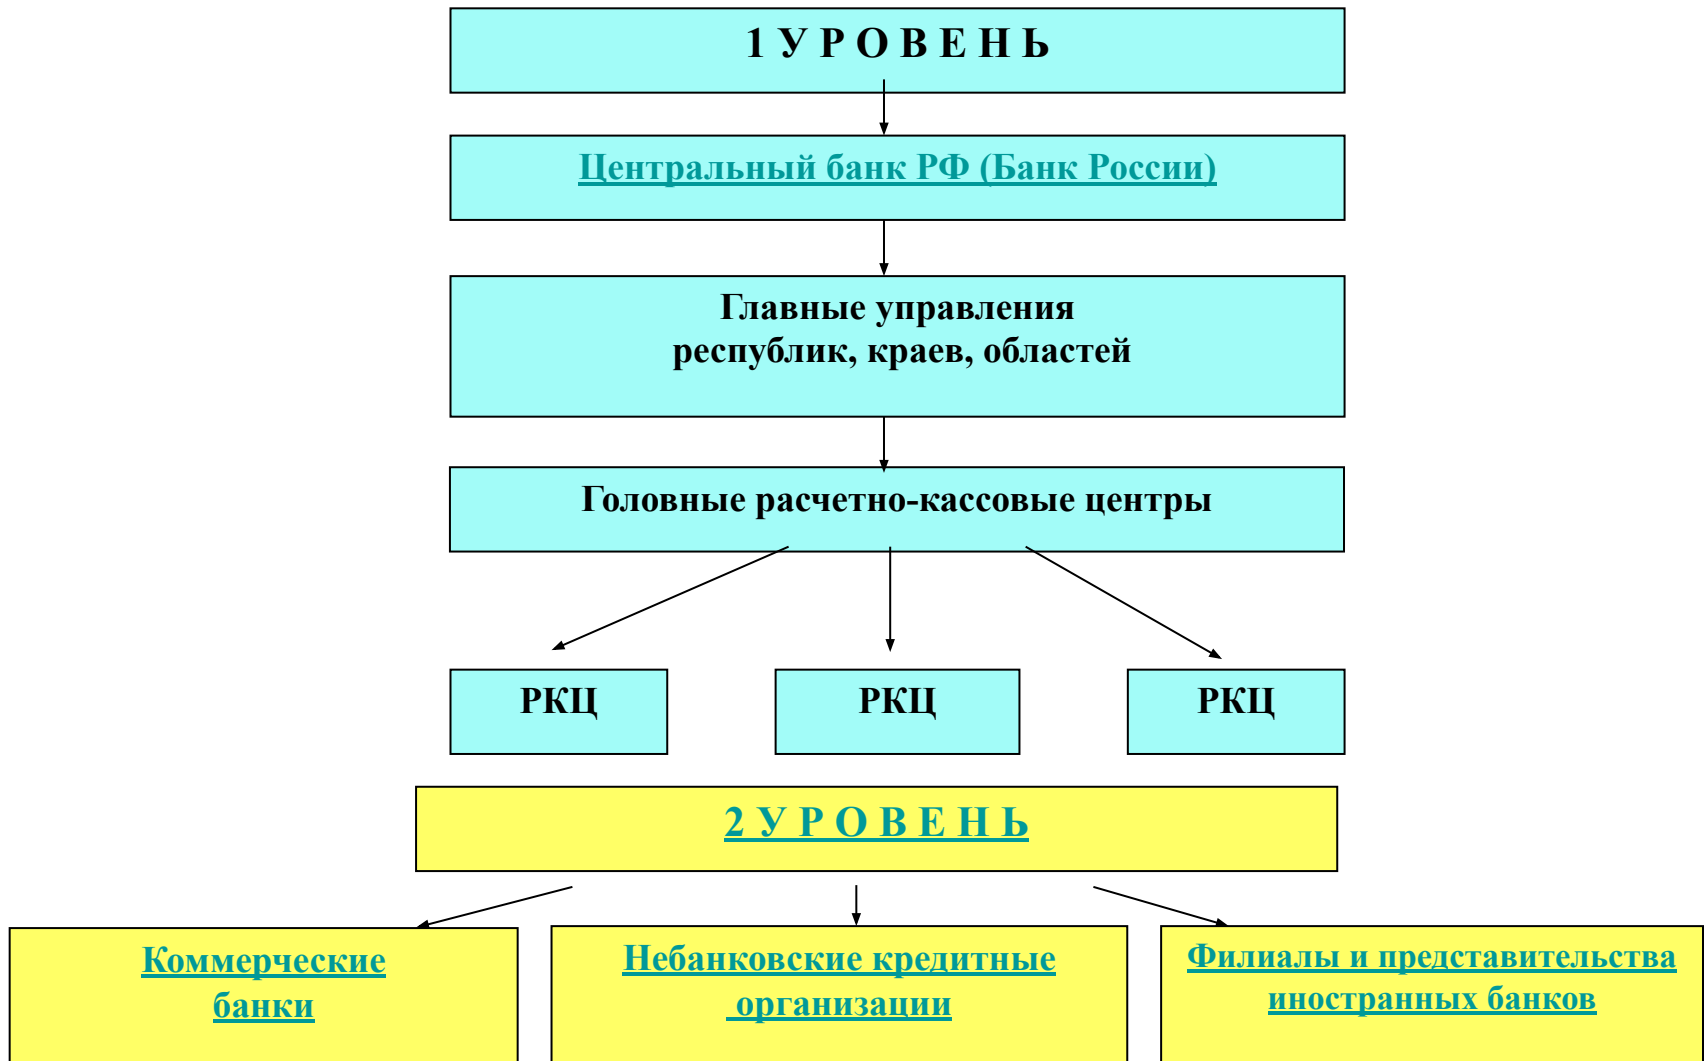 1 У Р О В Е Н Ь
Центральный банк РФ (Банк России)
Главные управления
республик, краев, областей
Головные расчетно-кассовые центры
РКЦ
РКЦ
РКЦ
2 У Р О В Е Н Ь
Коммерческие
банки
Небанковские кредитные
организации
Филиалы и представительства
иностранных банков